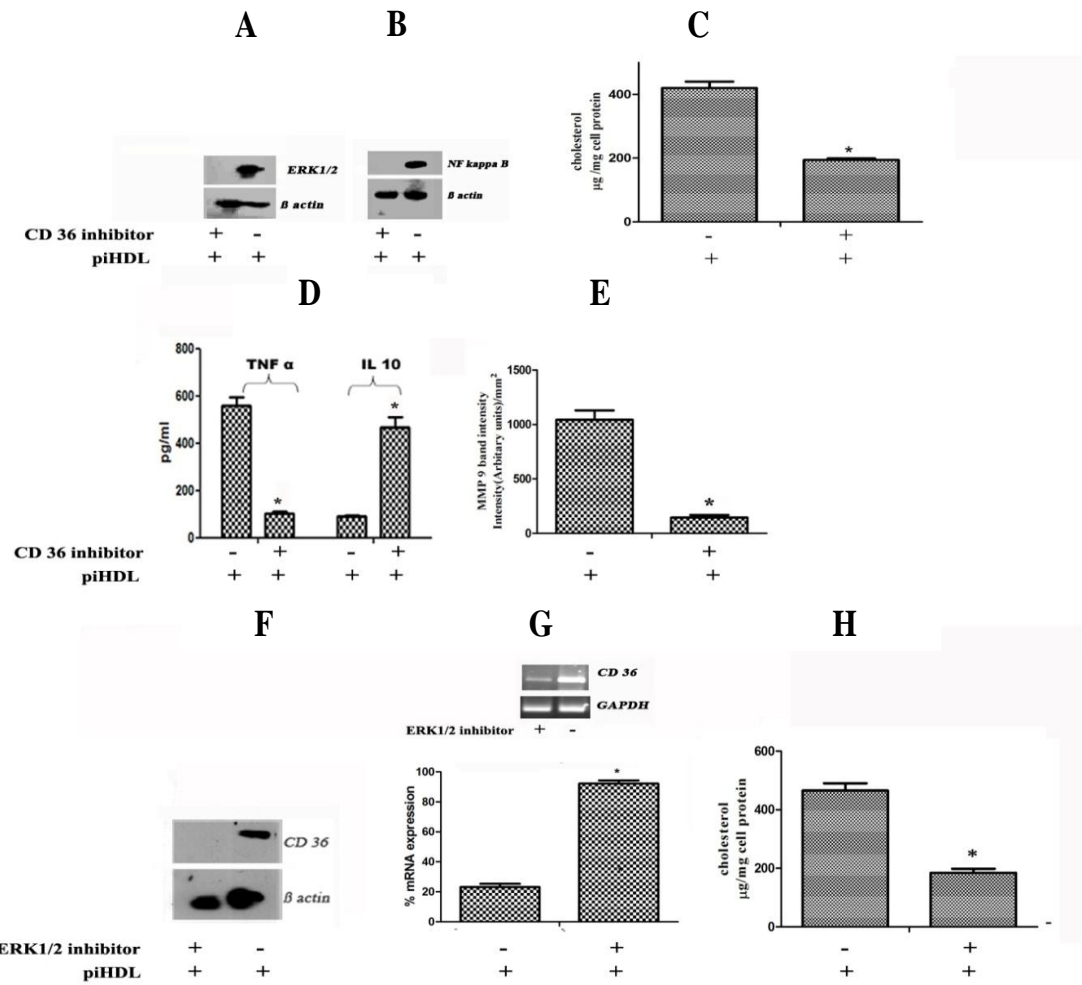 A B C
ERK1/2
ß actin
CD 36 inhibitor + -
piHDL + +
NF kappa B
ß actin
+ -
+ +
cholesterol
µg /mg cell protein
400
200
0
- +
+ +
D E
pg/ml
800
600
400
200
0
TNF α IL 10
* *
CD 36 inhibitor - + - +
piHDL + + + +
MMP 9 band intensity
Intensity(Arbitary units)/mm2
1500
1000
500
0
*
- +
+ +
F G H
CD 36
GAPDH
ERK1/2 inhibitor + -
CD 36
ß actin
ERK1/2 inhibitor + -
piHDL + +
% mRNA expression
100
80
60
40
20
0
*
- +
+ +
cholesterol
µg/mg cell protein
600
400
200
0
*
- +
+ +